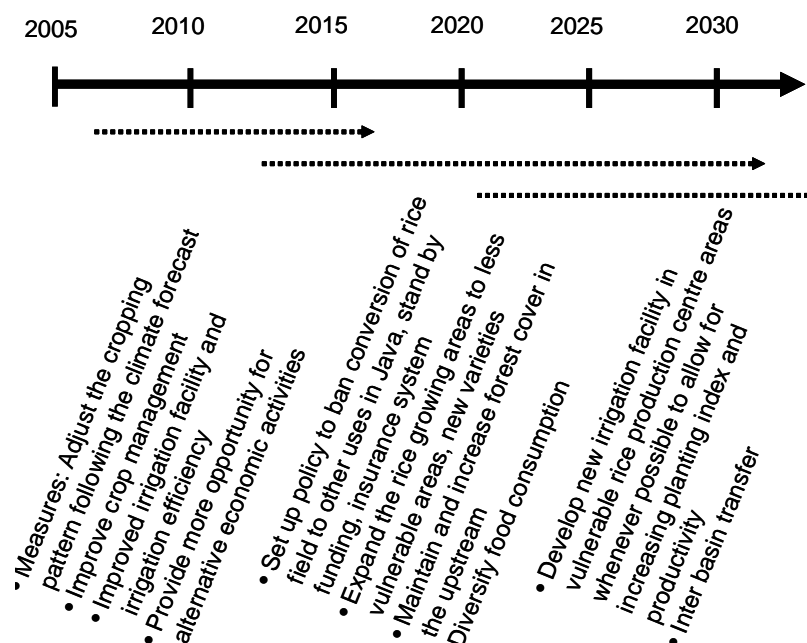 2005
2010
2015
2020
2025
2030
• Measures: Adjust the cropping
pattern following the climate forecast
• Improve crop management
• Improved irrigation facility and
irrigation efficiency
• Provide more opportunity for
alternative economic activities
• Set up policy to ban conversion of rice
field to other uses in Java, stand by
funding, insurance system
• Expand the rice growing areas to less
vulnerable areas, new varieties
• Maintain and increase forest cover in
the upstream
Diversify food consumption
• Develop new irrigation facility in
vulnerable rice production centre areas
whenever possible to allow for
increasing planting index and
productivity
• Inter basin transfer